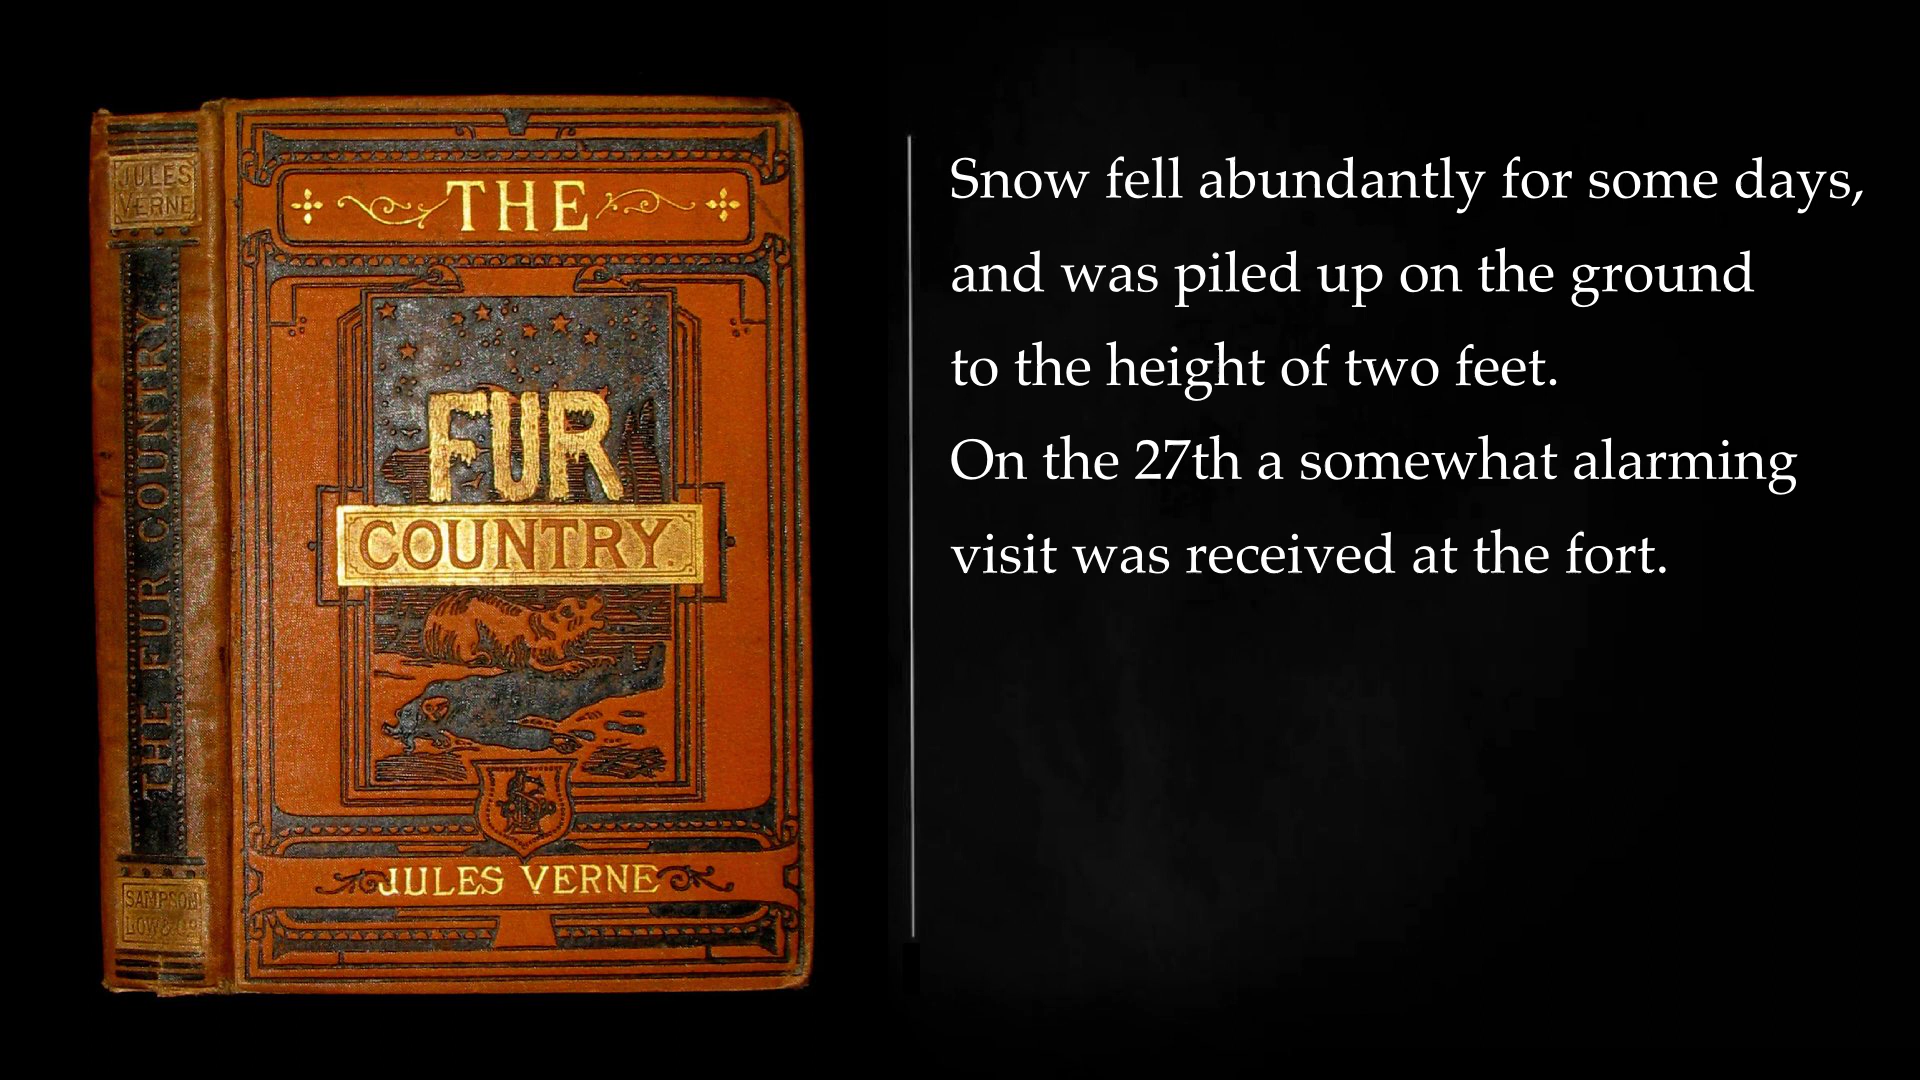 JULES
VERNE
THE FUR COUNTRY.
SAMPSON
LOW & Co
THE
FUR
COUNTRY.
JULES VERNE
Snow fell abundantly for some days,
and was piled up on the ground
to the height of two feet.
On the 27th a somewhat alarming
visit was received at the fort.